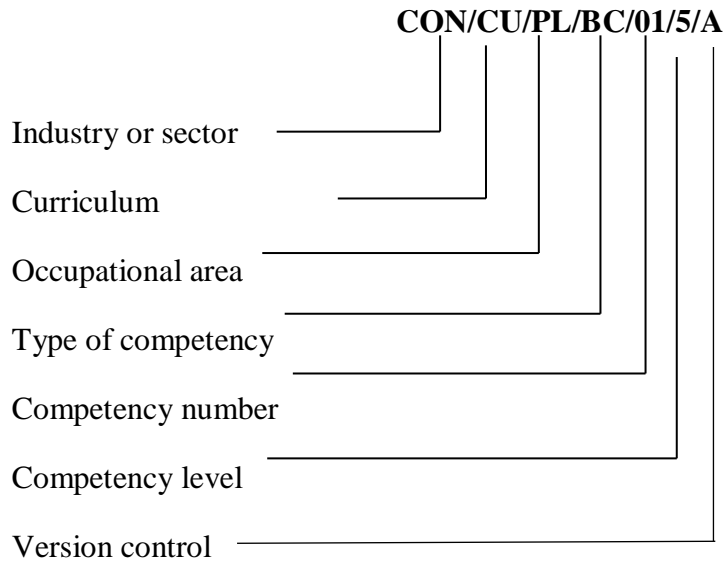 CON/CU/PL/BC/01/5/A
Industry or sector
Curriculum
Occupational area
Type of competency
Competency number
Competency level
Version control